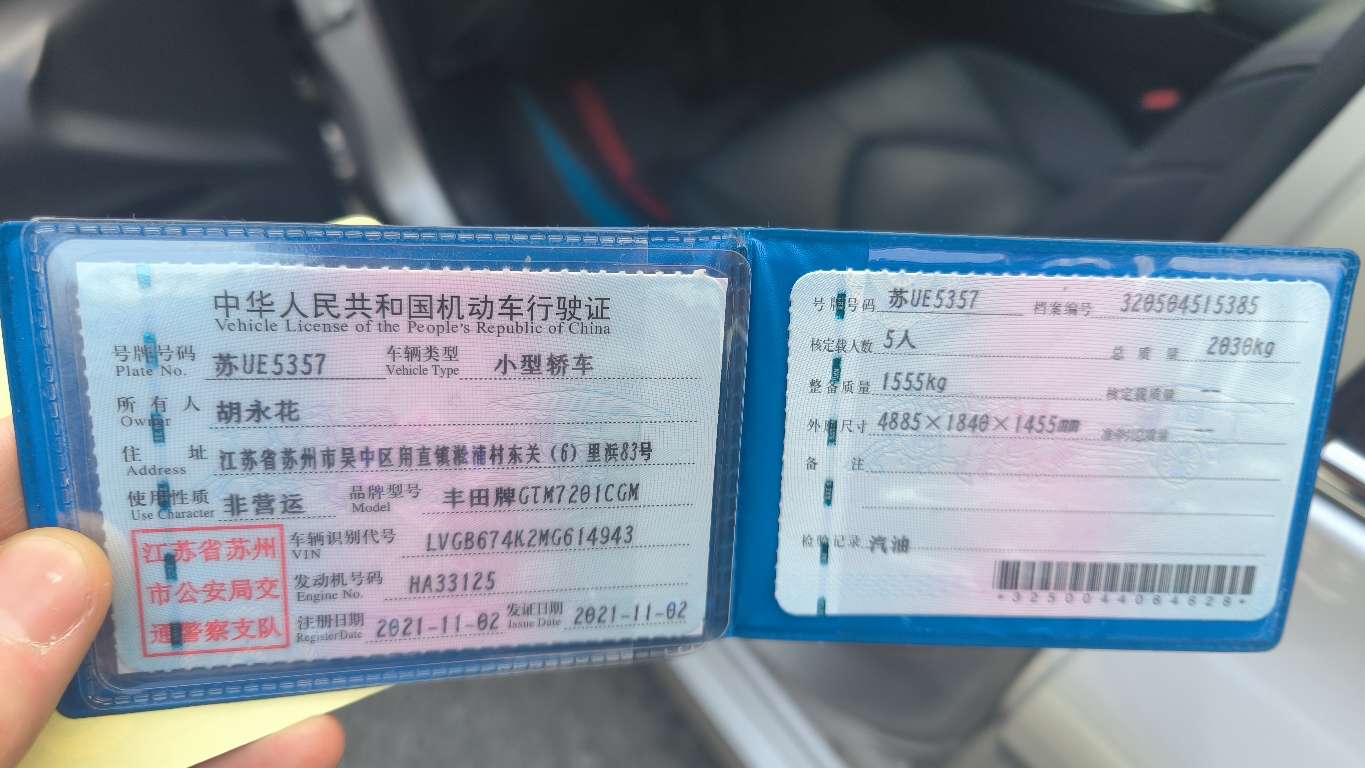 中华人民共和国机动车行驶证
Vehicle License of the People's Republic of China
号牌号码 苏UE5357 车辆类型 小型轿车
Plate No. Vehicle Type
所有人 胡永花
Owner
住址 江苏省苏州市吴中区甪直镇淞浦村东关(6)里浜83号
Address
使用性质 非营运 品牌型号 丰田牌GTM7201CGM
Use Character Model
江苏省苏州
市公安局交
通警察支队
车辆识别代号 LVGB674K2MG614943
VIN
发动机号码 HA33125
Engine No.
注册日期 2021-11-02 发证日期 2021-11-02
Register Date Issue Date
号牌号码 苏UE5357 档案编号 320504515385
核定载人数 5人 总质量 2030kg
整备质量 1555kg 核定载质量 --
外廓尺寸 4885×1840×1455mm 准牵引总质量 --
备注
检验记录 汽油
*3250044084828*